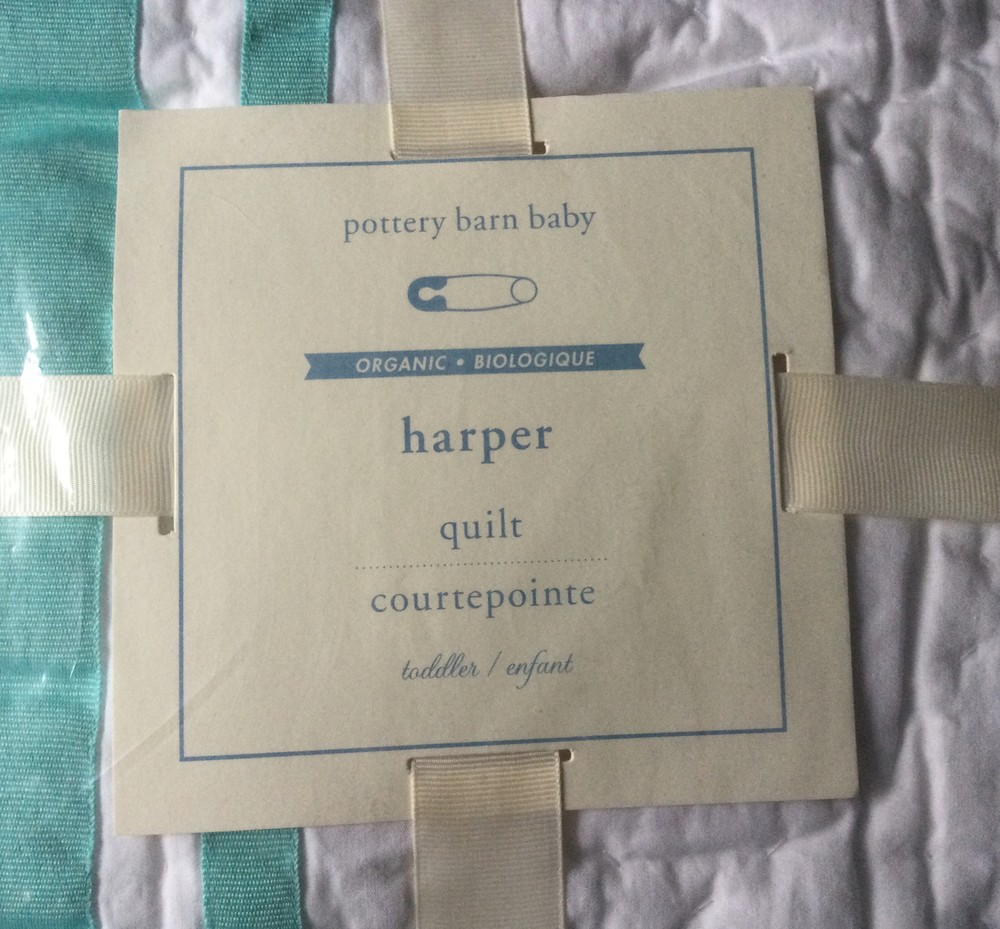 pottery barn baby
ORGANIC • BIOLOGIQUE
harper
quilt
courtepointe
toddler / enfant